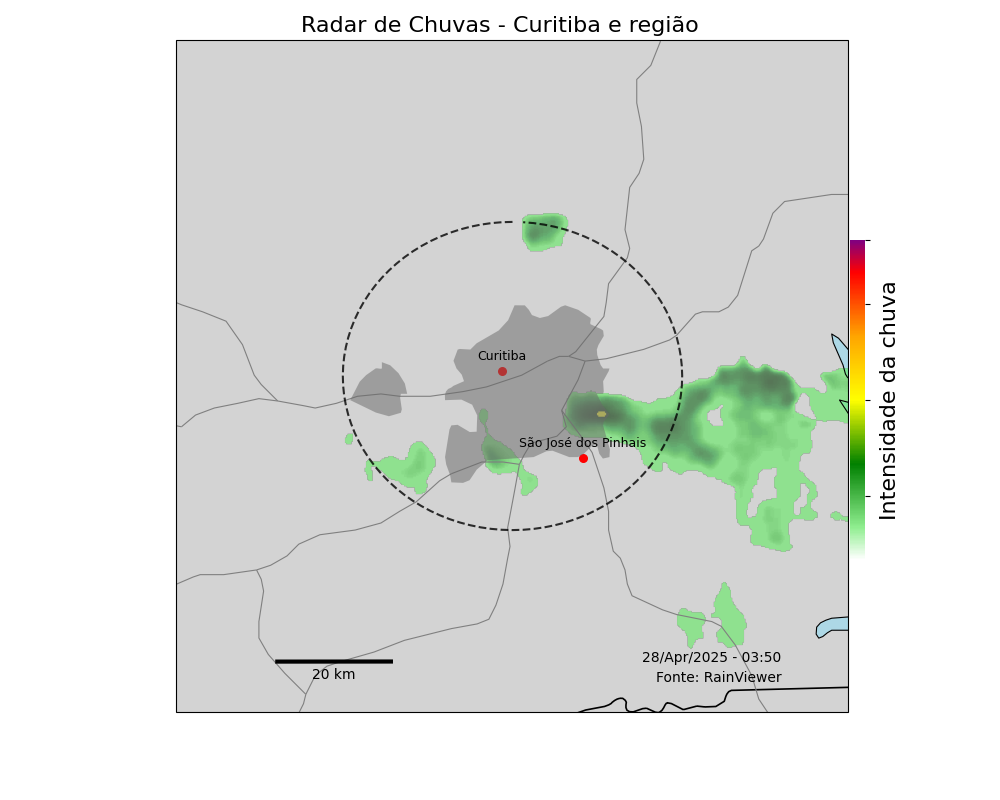 Radar de Chuvas - Curitiba e região
Curitiba
São José dos Pinhais
Intensidade da chuva
28/Apr/2025 - 03:50
Fonte: RainViewer
20 km